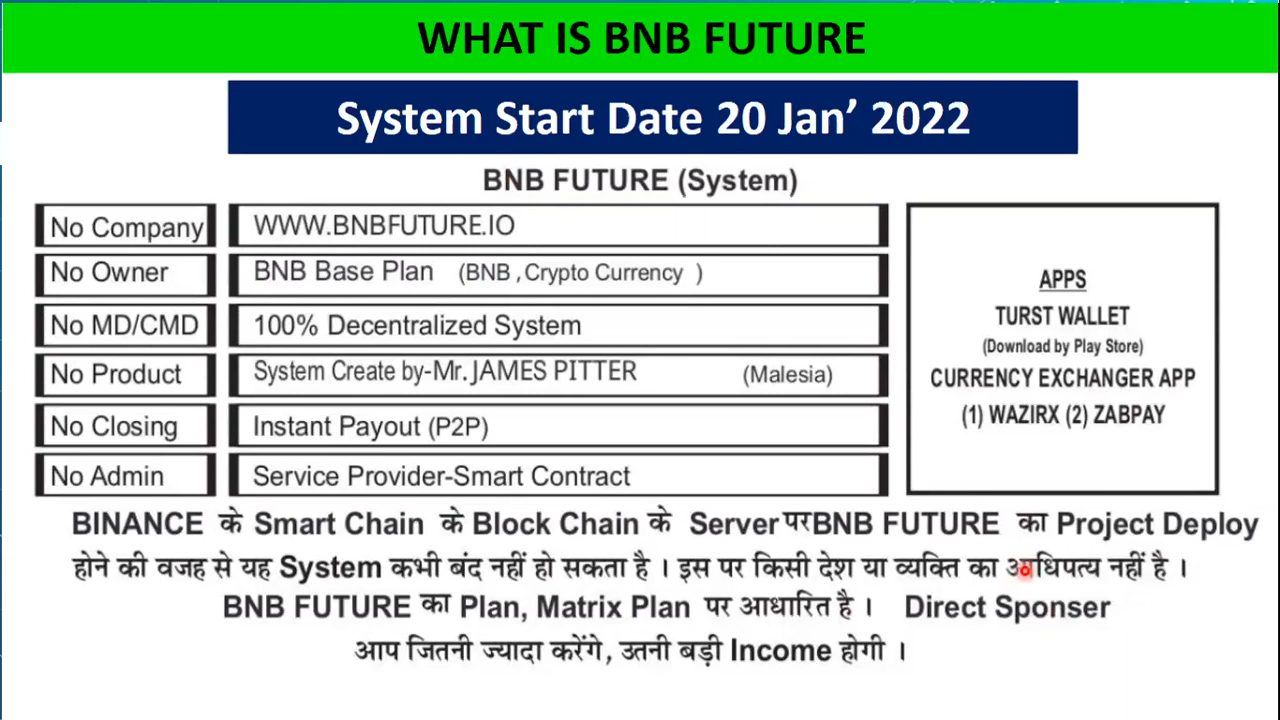 WHAT IS BNB FUTURE
System Start Date 20 Jan’ 2022
BNB FUTURE (System)
No Company
WWW.BNBFUTURE.IO
No Owner
BNB Base Plan (BNB , Crypto Currency )
No MD/CMD
100% Decentralized System
No Product
System Create by-Mr. JAMES PITTER (Malesia)
No Closing
Instant Payout (P2P)
No Admin
Service Provider-Smart Contract
APPS
TURST WALLET
(Download by Play Store)
CURRENCY EXCHANGER APP
(1) WAZIRX (2) ZABPAY
BINANCE के Smart Chain के Block Chain के Server पर BNB FUTURE का Project Deploy
होने की वजह से यह System कभी बंद नहीं हो सकता है । इस पर किसी देश या व्यक्ति का आधिपत्य नहीं है ।
BNB FUTURE का Plan, Matrix Plan पर आधारित है । Direct Sponser
आप जितनी ज्यादा करेंगे, उतनी बड़ी Income होगी ।